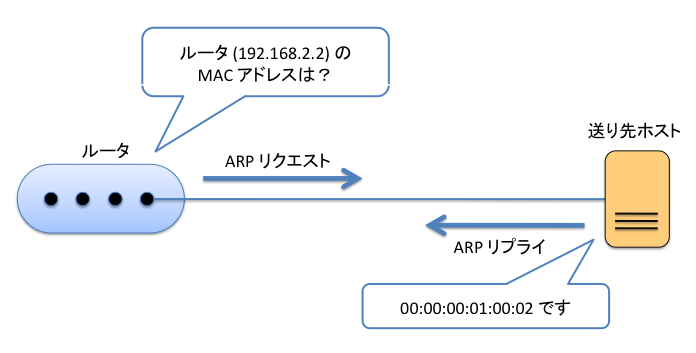 ルータ (192.168.2.2) の
MAC アドレスは？
ルータ
送り先ホスト
ARP リクエスト
ARP リプライ
00:00:00:01:00:02 です